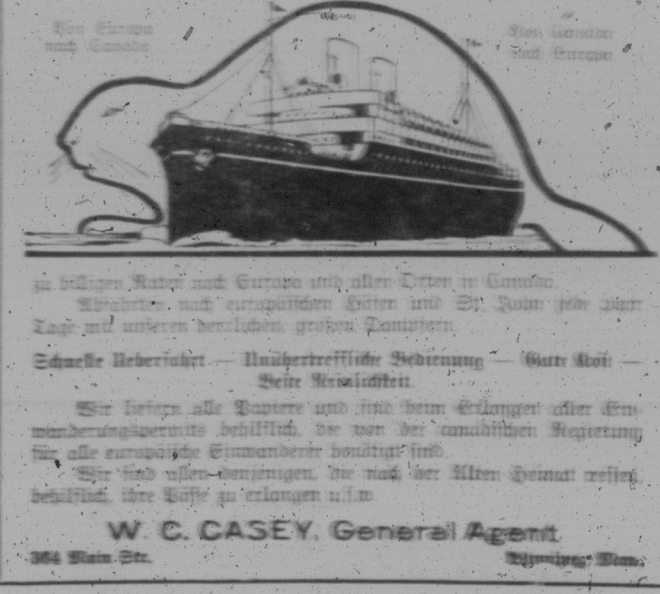 Von Europa
nach Canada
Von Canada
nach Europa
zu billigen Raten nach Europa und allen Orten in Canada.
Abfahrten nach europäischen Häfen und St. John jede
Tage mit unseren herrlichen, großen Dampfern.
Schnelle Ueberfahrt — Unübertreffliche Bedienung — Gute Kost —
Beste Reinlichkeit.
Wir liefern alle Papiere und sind beim Erlangen aller Ein-
wanderungspermits behilflich, die von der canadischen Regierung
für alle europäische Einwanderer benötigt sind.
Wir sind allen denjenigen, die nach der Alten Heimat reisen,
behilflich, ihre Pässe zu erlangen u.s.w.
W. C. CASEY, General Agent
364 Main Str.
Winnipeg, Man.